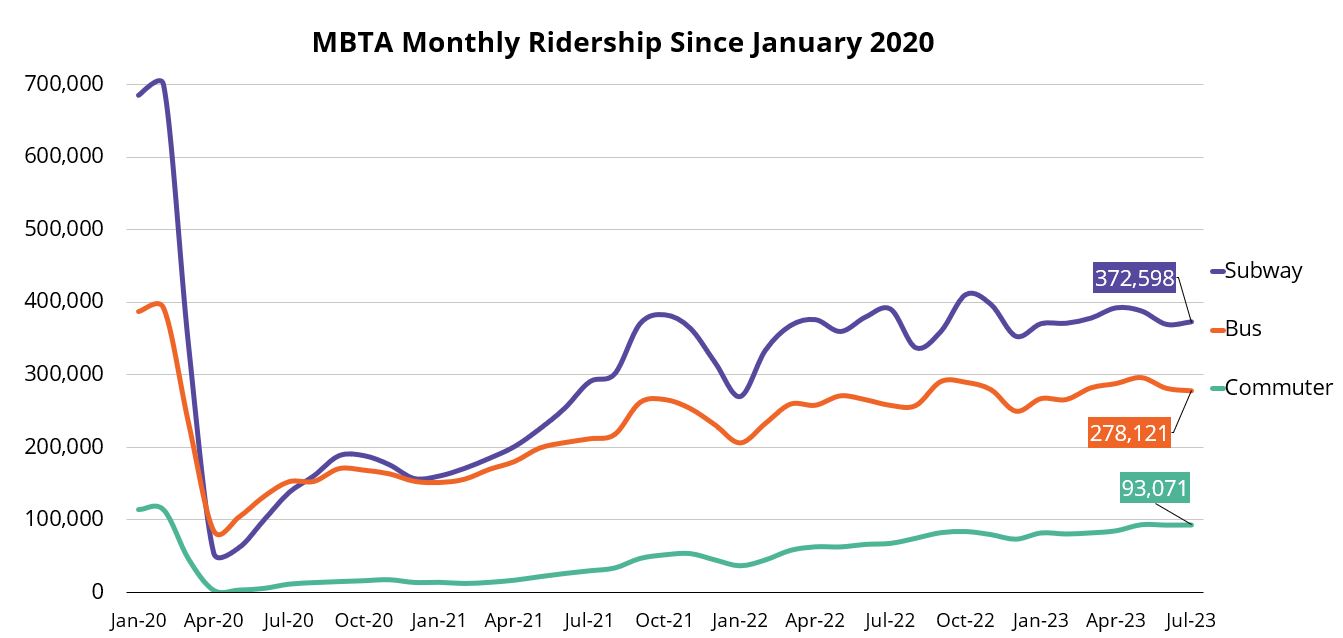 MBTA Monthly Ridership Since January 2020
700,000
600,000
500,000
400,000
300,000
200,000
100,000
0
372,598
278,121
93,071
Subway
Bus
Commuter
Jan-20 Apr-20 Jul-20 Oct-20 Jan-21 Apr-21 Jul-21 Oct-21 Jan-22 Apr-22 Jul-22 Oct-22 Jan-23 Apr-23 Jul-23